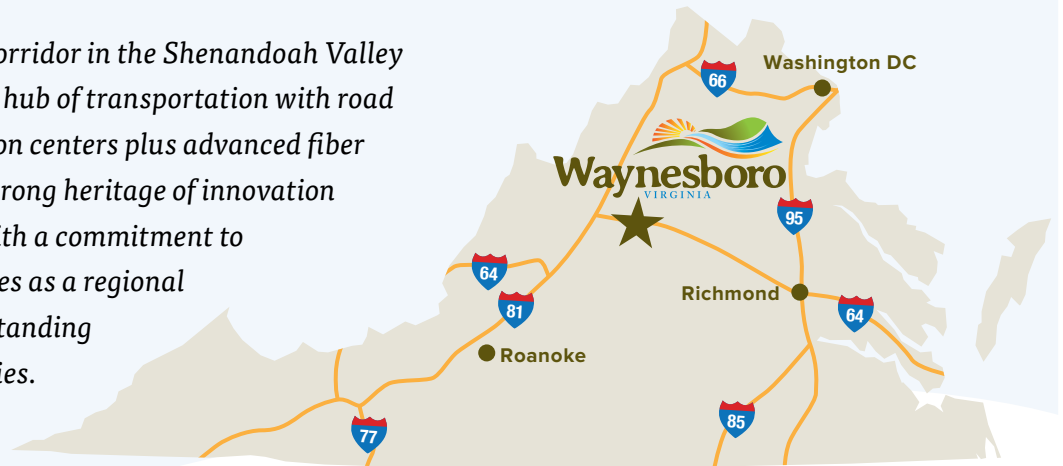 orridor in the Shenandoah Valley
hub of transportation with road
on centers plus advanced fiber
rong heritage of innovation
ith a commitment to
es as a regional
tanding
ies.
Washington DC
66
Waynesboro
VIRGINIA
95
64
81
Richmond
64
Roanoke
85
77